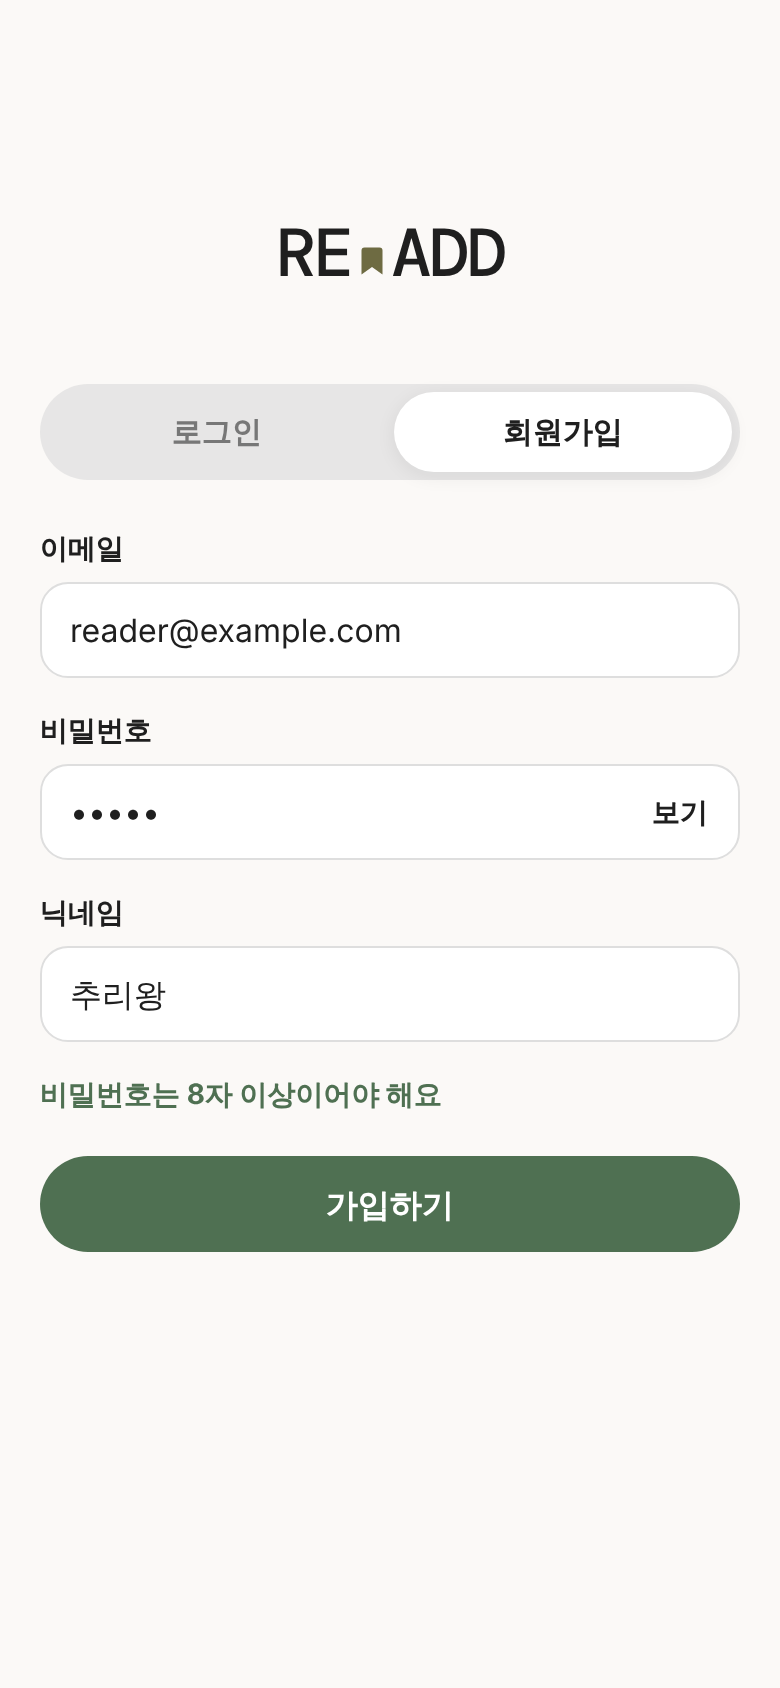 RE ADD
로그인 회원가입
이메일
reader@example.com
비밀번호
••••• 보기
닉네임
추리왕
비밀번호는 8자 이상이어야 해요
가입하기